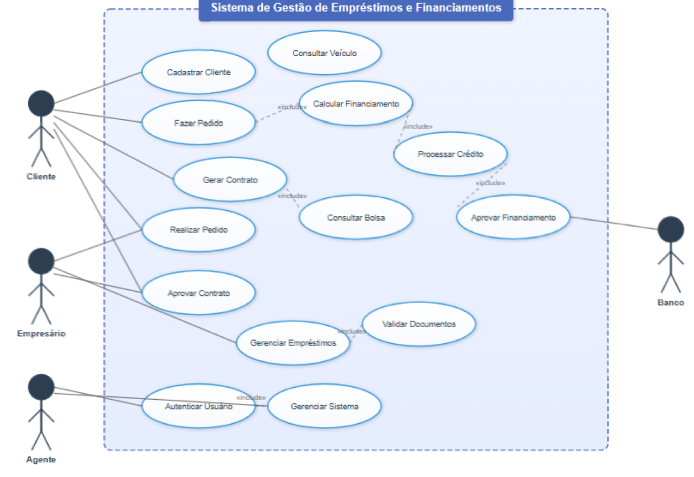 Sistema de Gestão de Empréstimos e Financiamentos
Consultar Veículo
Cadastrar Cliente
Calcular Financiamento
«include»
Fazer Pedido
«include»
Processar Crédito
Cliente
Gerar Contrato
«include»
«include»
Consultar Bolsa
Aprovar Financiamento
Realizar Pedido
Aprovar Contrato
Banco
Empresário
Validar Documentos
«include»
Gerenciar Empréstimos
«include»
Autenticar Usuário
Gerenciar Sistema
Agente